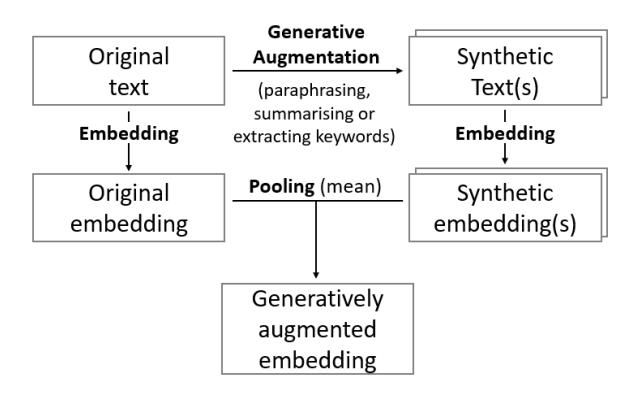 Original
text
Generative
Augmentation
(paraphrasing,
summarising or
extracting keywords)
Synthetic
Text(s)
Embedding
Embedding
Original
embedding
Pooling (mean)
Synthetic
embedding(s)
Generatively
augmented
embedding